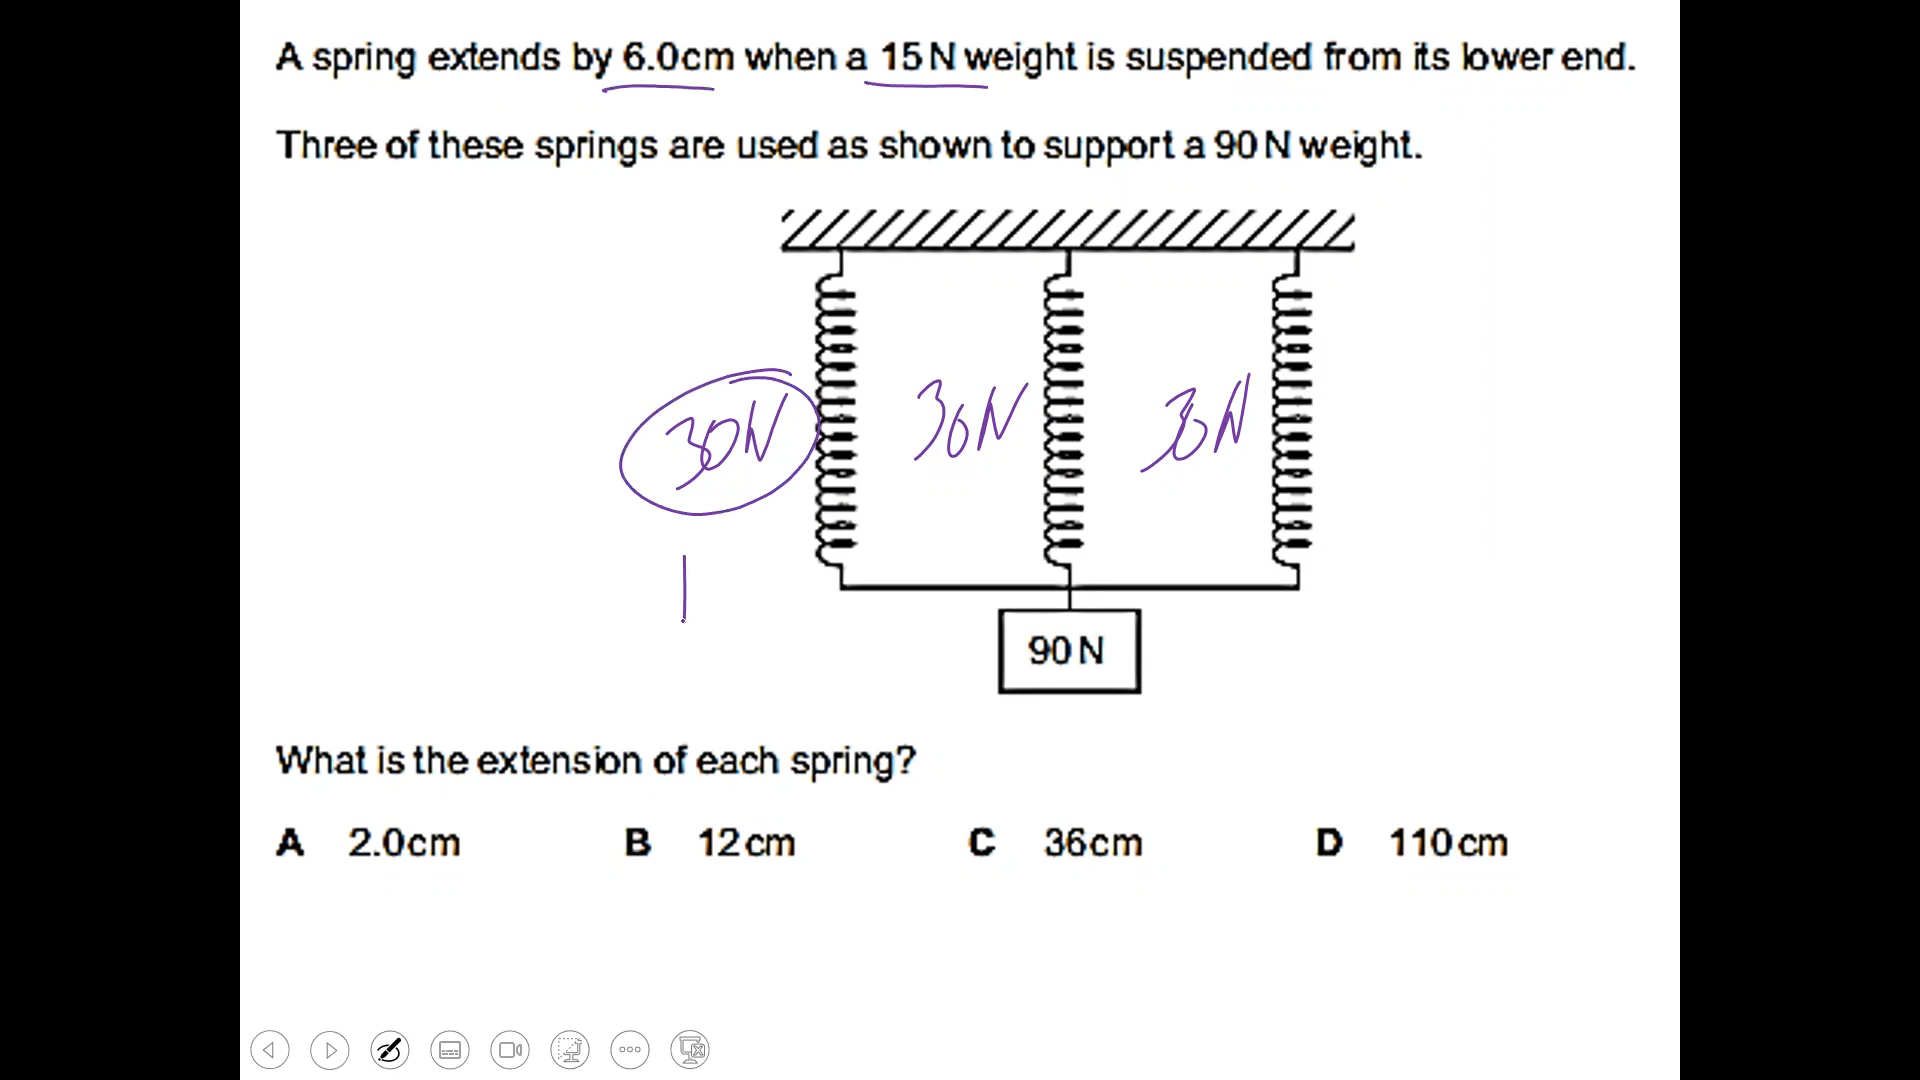 A spring extends by 6.0cm when a 15N weight is suspended from its lower end.
Three of these springs are used as shown to support a 90N weight.
30N 30N 30N
90N
What is the extension of each spring?
A 2.0cm B 12cm C 36cm D 110cm